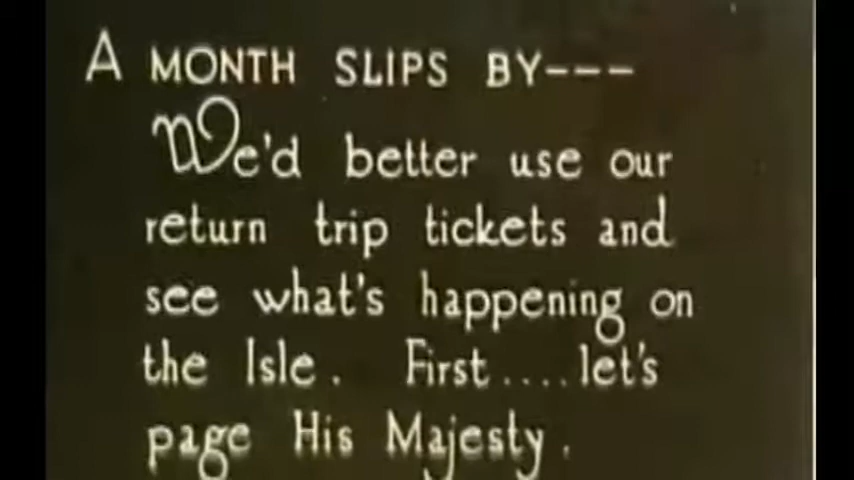 A MONTH SLIPS BY---
We'd better use our
return trip tickets and
see what's happening on
the Isle. First....let's
page His Majesty.